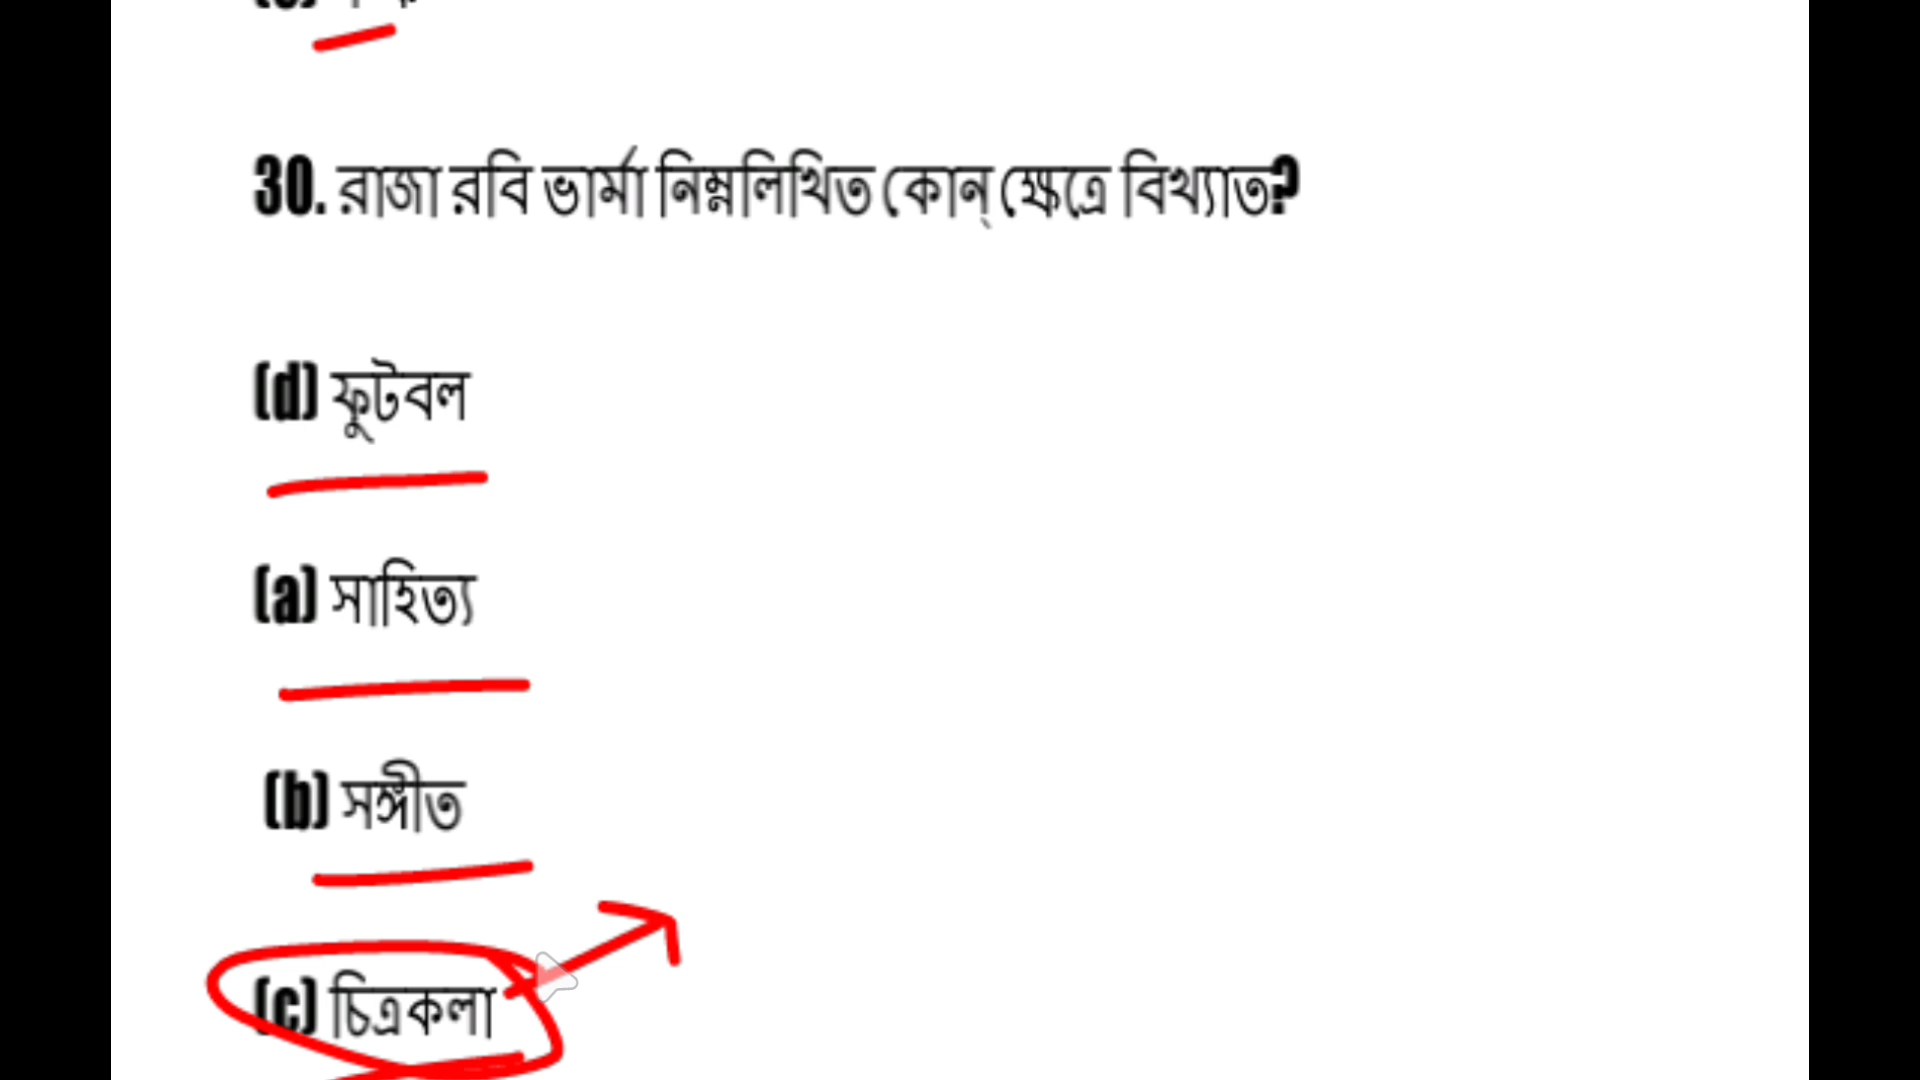 30. রাজা রবি ভার্মা নিম্নলিখিত কোন্ ক্ষেত্রে বিখ্যাত?
(d) ফুটবল
(a) সাহিত্য
(b) সঙ্গীত
(c) চিত্রকলা